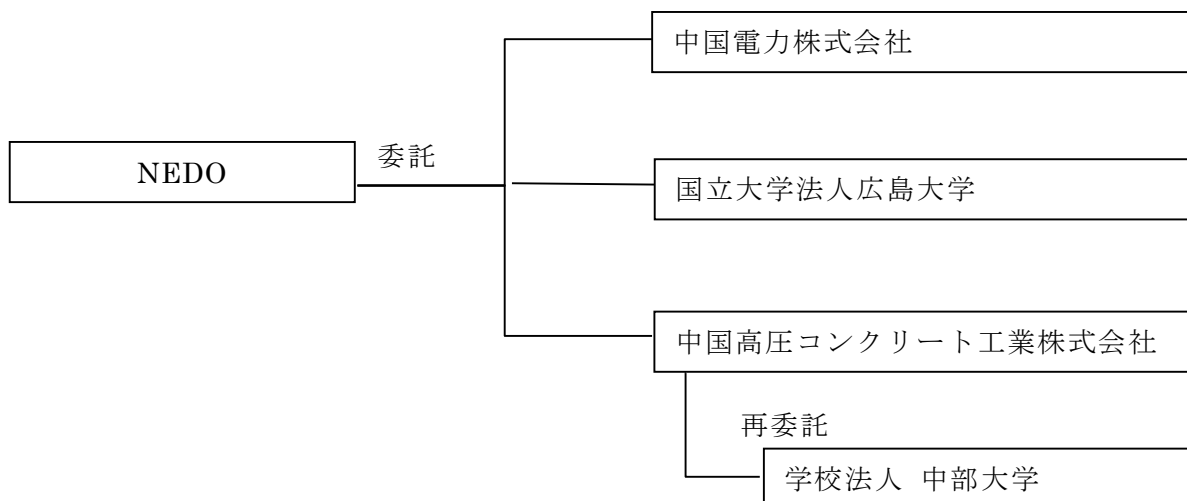 中国電力株式会社
委託
NEDO
国立大学法人広島大学
中国高圧コンクリート工業株式会社
再委託
学校法人 中部大学